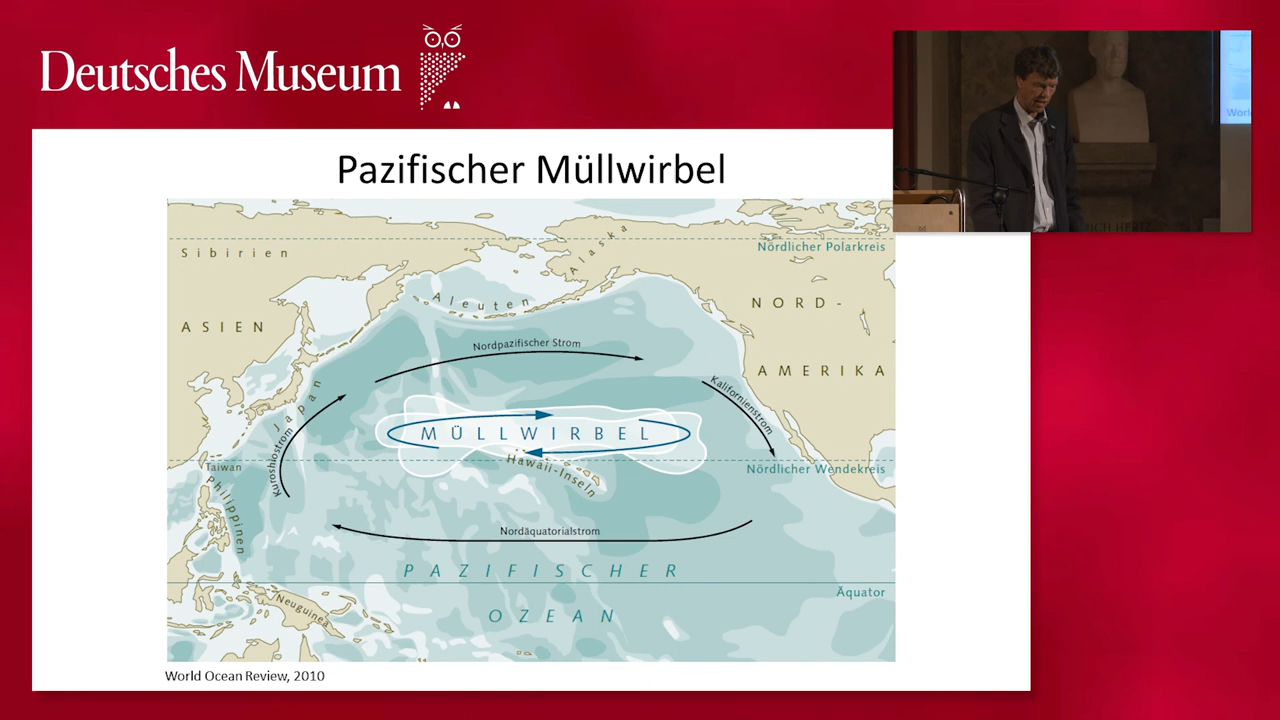 Deutsches Museum
Pazifischer Müllwirbel
Sibirien
Alaska
Nördlicher Polarkreis
Aleuten
NORD-
ASIEN
Nordpazifischer Strom
AMERIKA
Kalifornienstrom
Japan
MÜLLWIRBEL
Kuroshiostrom
Hawaii-Inseln
Taiwan
Nördlicher Wendekreis
Philippinen
Nordäquatorialstrom
PAZIFISCHER
Äquator
Neuguinea
OZEAN
World Ocean Review, 2010